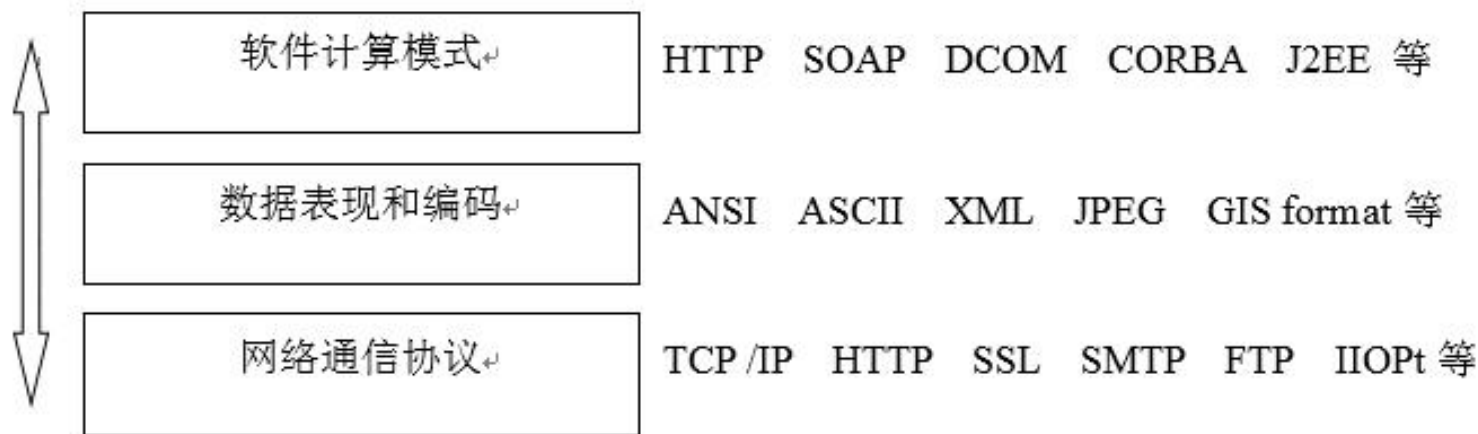 软件计算模式↵ HTTP SOAP DCOM CORBA J2EE 等
数据表现和编码↵ ANSI ASCII XML JPEG GIS format 等
网络通信协议↵ TCP /IP HTTP SSL SMTP FTP IIOPt 等